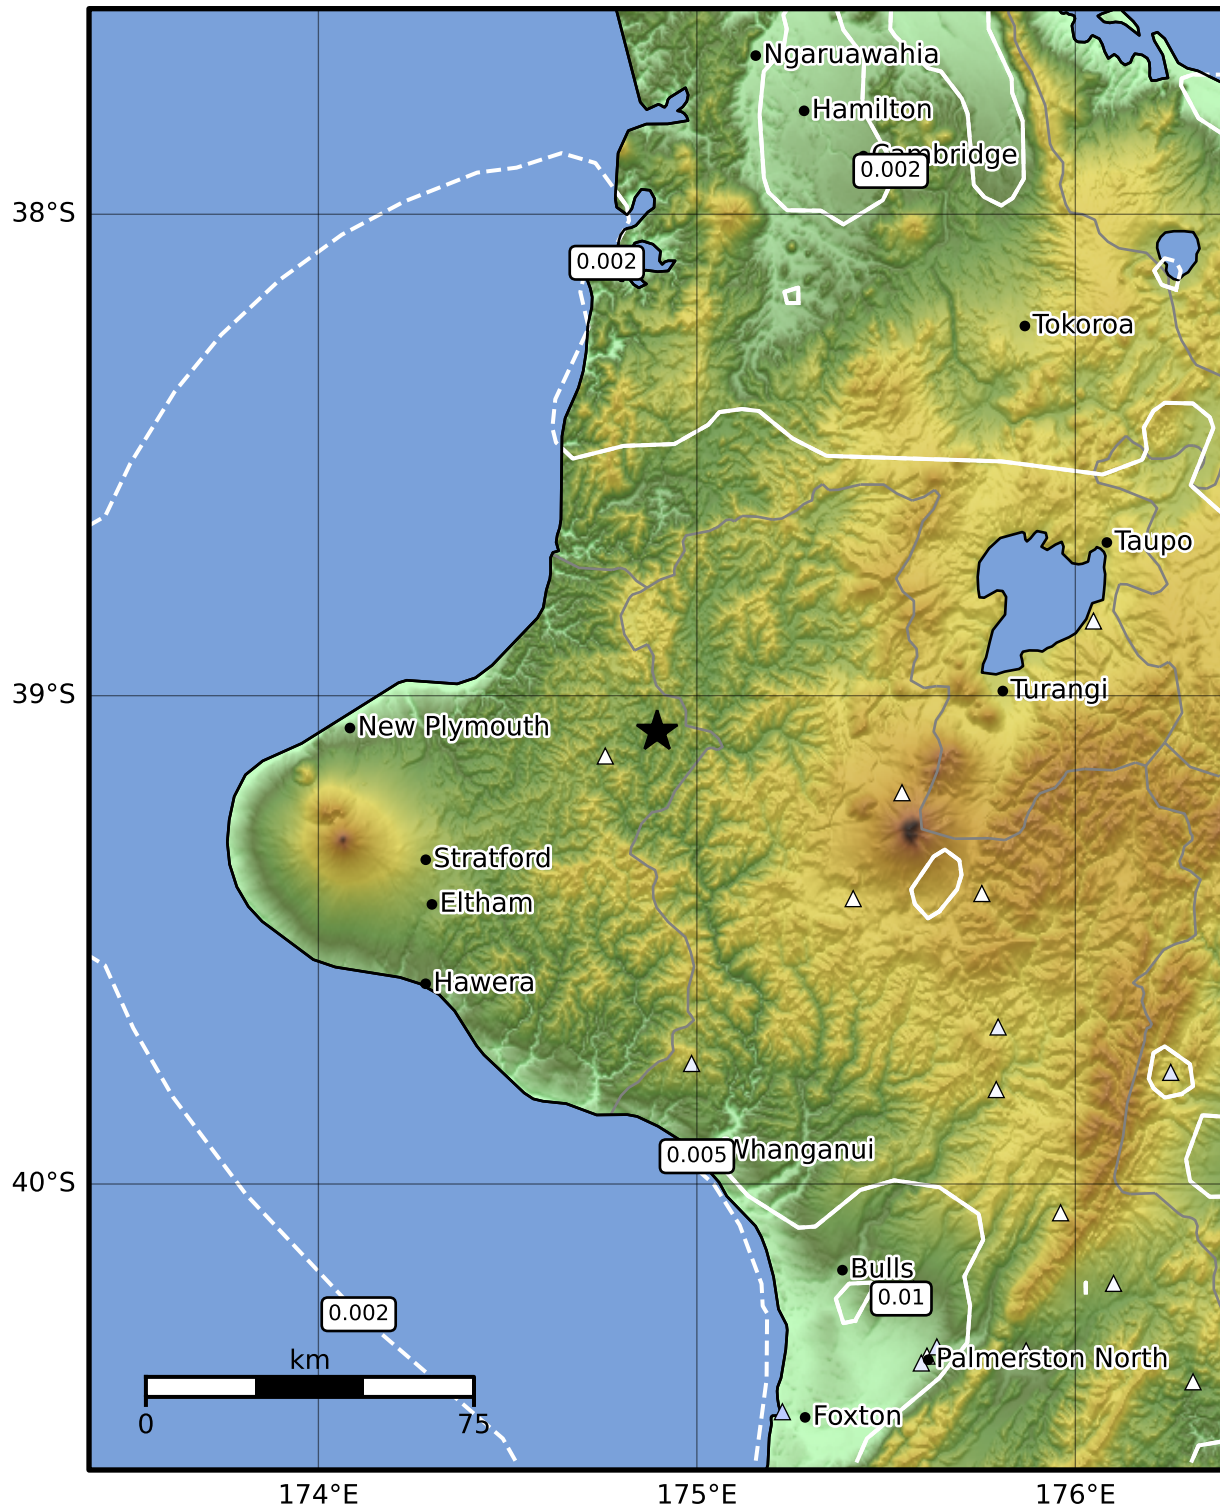 Ngaruawahia
Hamilton
Cambridge
0.002
38°S
0.002
Tokoroa
Taupo
39°S
Turangi
New Plymouth
Stratford
Eltham
Hawera
Whanganui
0.005
40°S
Bulls
0.01
0.002
km
Palmerston North
0
75
Foxton
174°E
175°E
176°E